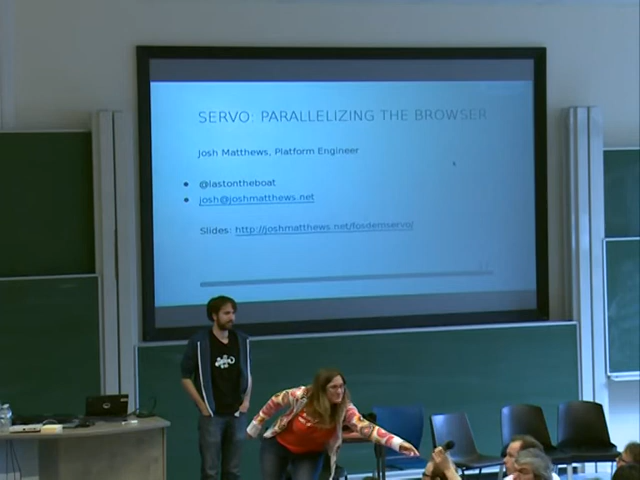 SERVO: PARALLELIZING THE BROWSER
Josh Matthews, Platform Engineer
@lastontheboat
josh@joshmatthews.net
Slides: http://joshmatthews.net/fosdemservo/